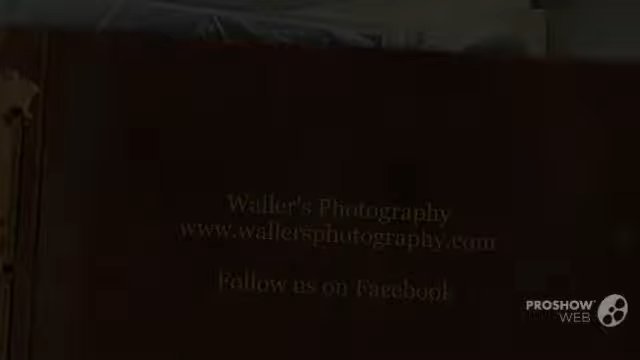 Waller's Photography
www.wallersphotography.com
Follow us on Facebook
PROSHOW
WEB